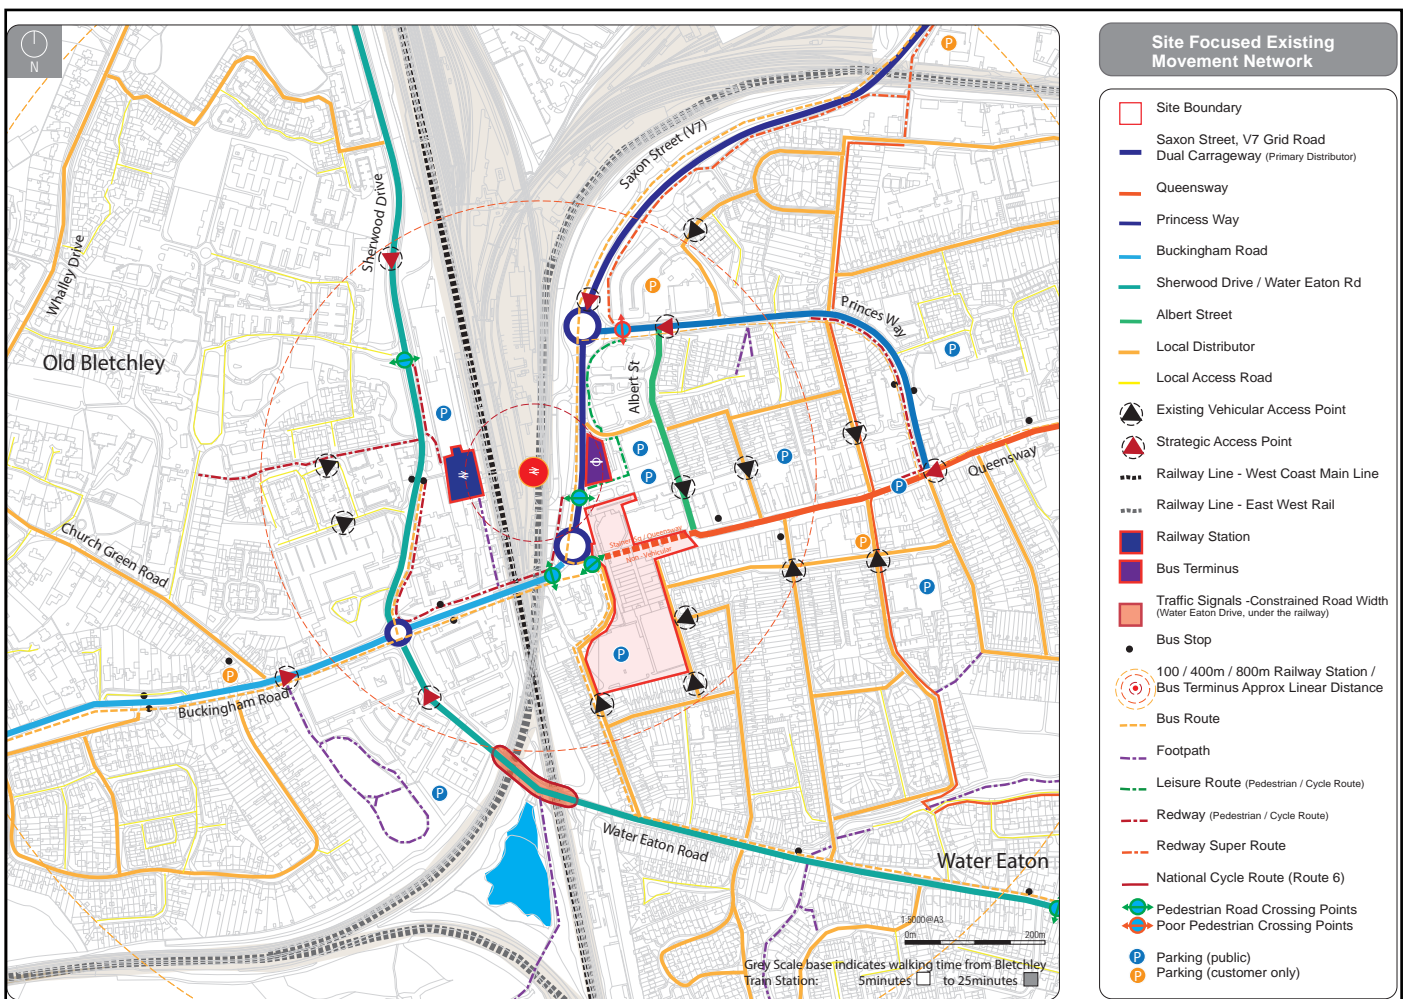 N
Whalley Drive
Sherwood Drive
Saxon Street (V7)
Old Bletchley
Princes Way
Albert St
Queensway
Church Green Road
Stanier Sq / Queensway
Non - Vehicular
Buckingham Road
Water Eaton Road
Water Eaton
P
P
P
P
P
P
P
P
P
P
P
P
P
1:5000@A3
0m
200m
Grey Scale base indicates walking time from Bletchley
Train Station: 5minutes to 25minutes
Site Focused Existing
Movement Network
Site Boundary
Saxon Street, V7 Grid Road
Dual Carrageway (Primary Distributor)
Queensway
Princess Way
Buckingham Road
Sherwood Drive / Water Eaton Rd
Albert Street
Local Distributor
Local Access Road
Existing Vehicular Access Point
Strategic Access Point
Railway Line - West Coast Main Line
Railway Line - East West Rail
Railway Station
Bus Terminus
Traffic Signals -Constrained Road Width
(Water Eaton Drive, under the railway)
Bus Stop
100 / 400m / 800m Railway Station /
Bus Terminus Approx Linear Distance
Bus Route
Footpath
Leisure Route (Pedestrian / Cycle Route)
Redway (Pedestrian / Cycle Route)
Redway Super Route
National Cycle Route (Route 6)
Pedestrian Road Crossing Points
Poor Pedestrian Crossing Points
P Parking (public)
P Parking (customer only)